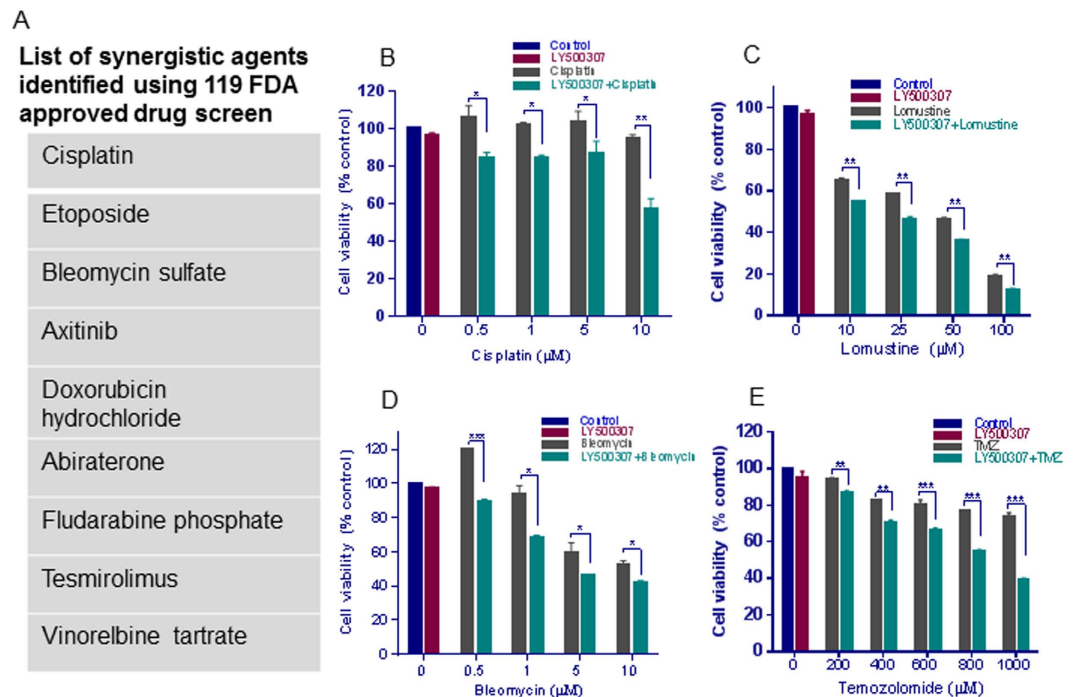 A
List of synergistic agents
identified using 119 FDA
approved drug screen
Cisplatin
Etoposide
Bleomycin sulfate
Axitinib
Doxorubicin
hydrochloride
Abiraterone
Fludarabine phosphate
Tesmirolimus
Vinorelbine tartrate
B
Control
LY500307
Cisplatin
LY500307+Cisplatin
Cell viability (% control)
120
100
80
60
40
20
0
* * * **
0 0.5 1 5 10
Cisplatin (µM)
C
Control
LY500307
Lomustine
LY500307+Lomustine
Cell viability (% control)
100
80
60
40
20
0
** ** ** **
0 10 25 50 100
Lomustine (µM)
D
Control
LY500307
Bleomycin
LY500307+Bleomycin
Cell viability (% control)
120
100
80
60
40
20
0
*** * * *
0 0.5 1 5 10
Bleomycin (µM)
E
Control
LY500307
TMZ
LY500307+TMZ
Cell viability (% control)
120
100
80
60
40
20
0
** ** *** *** ***
0 200 400 600 800 1000
Temozolomide (µM)